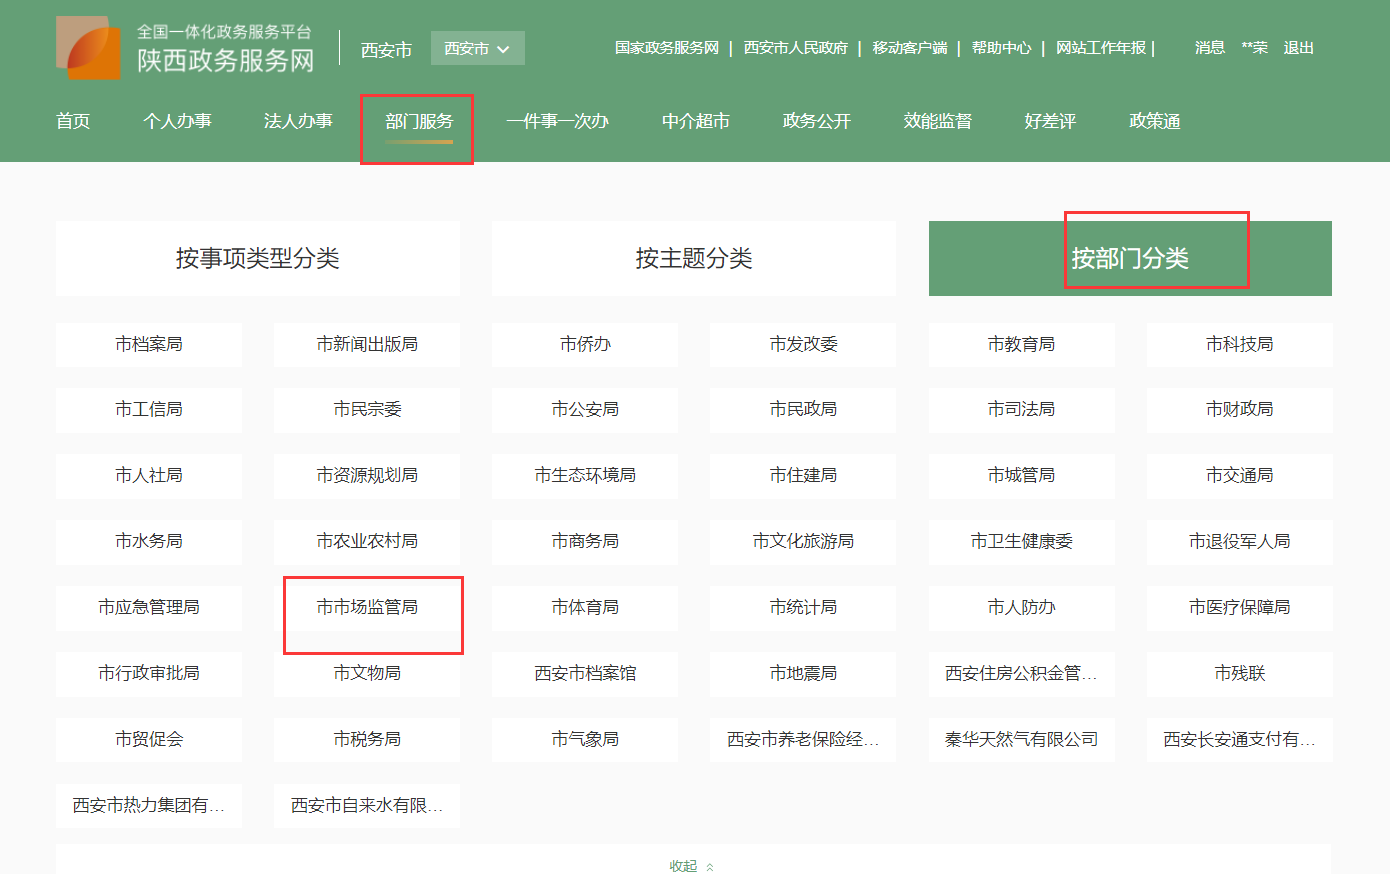 全国一体化政务服务平台
陕西政务服务网
西安市
西安市
国家政务服务网 | 西安市人民政府 | 移动客户端 | 帮助中心 | 网站工作年报 |
消息 **荣 退出
首页 个人办事 法人办事 部门服务 一件事一次办 中介超市 政务公开 效能监督 好差评 政策通
按事项类型分类 按主题分类 按部门分类
市档案局 市新闻出版局 市侨办 市发改委 市教育局 市科技局
市工信局 市民宗委 市公安局 市民政局 市司法局 市财政局
市人社局 市资源规划局 市生态环境局 市住建局 市城管局 市交通局
市水务局 市农业农村局 市商务局 市文化旅游局 市卫生健康委 市退役军人局
市应急管理局 市市场监管局 市体育局 市统计局 市人防办 市医疗保障局
市行政审批局 市文物局 西安市档案馆 市地震局 西安住房公积金管... 市残联
市贸促会 市税务局 市气象局 西安市养老保险经... 秦华天然气有限公司 西安长安通支付有...
西安市热力集团有... 西安市自来水有限...
收起